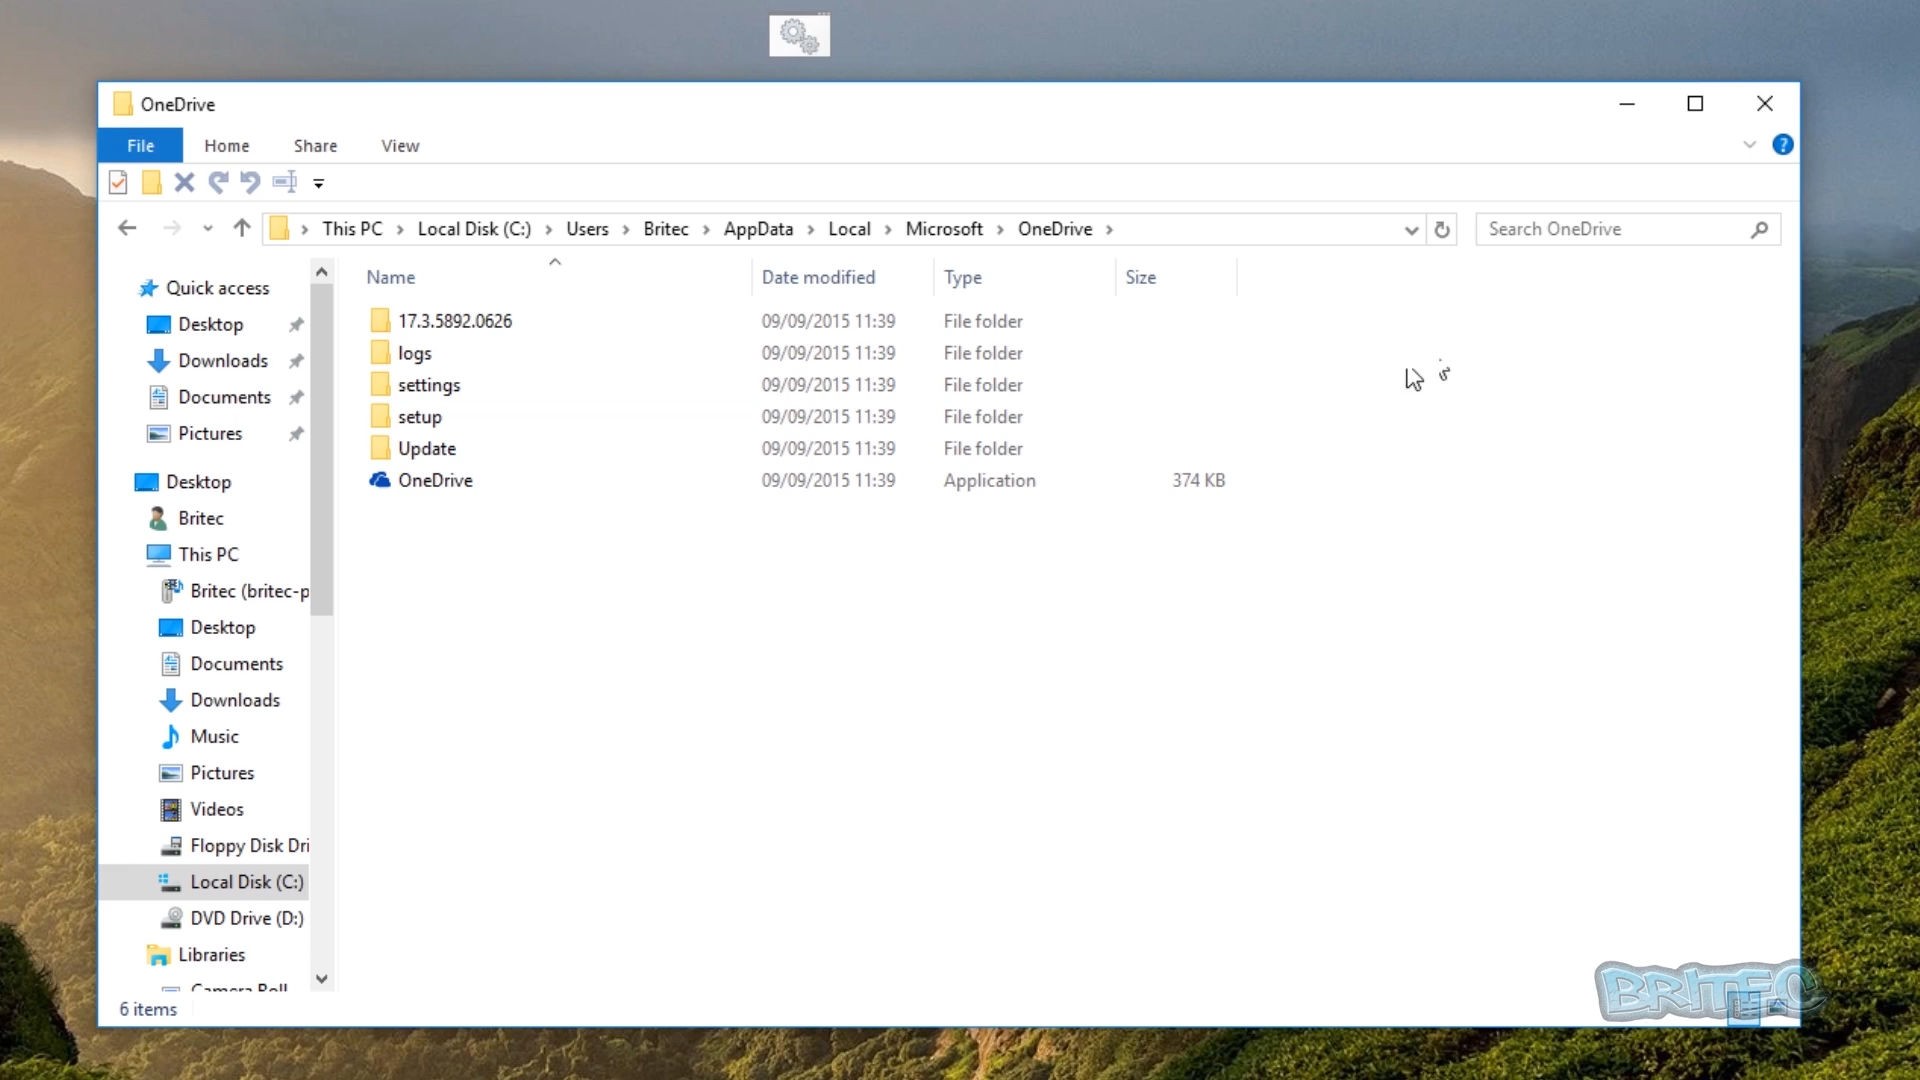 OneDrive
File Home Share View
This PC Local Disk (C:) Users Britec AppData Local Microsoft OneDrive
Search OneDrive
Name Date modified Type Size
17.3.5892.0626 09/09/2015 11:39 File folder
logs 09/09/2015 11:39 File folder
settings 09/09/2015 11:39 File folder
setup 09/09/2015 11:39 File folder
Update 09/09/2015 11:39 File folder
OneDrive 09/09/2015 11:39 Application 374 KB
Quick access
Desktop
Downloads
Documents
Pictures
Desktop
Britec
This PC
Britec (britec-p
Desktop
Documents
Downloads
Music
Pictures
Videos
Floppy Disk Dri
Local Disk (C:)
DVD Drive (D:)
Libraries
Camera Roll
6 items
BRITEC